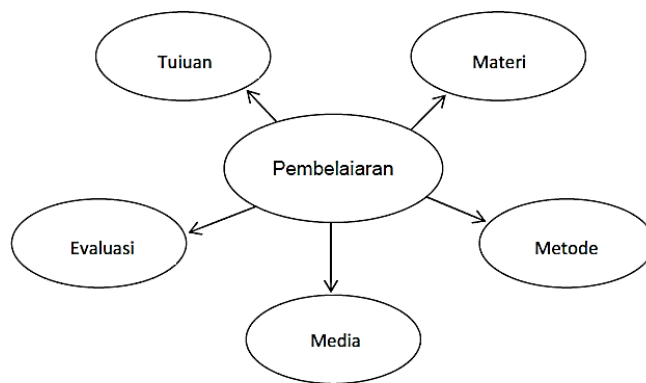 Tuiuan
Materi
Pembelaiaran
Evaluasi
Metode
Media